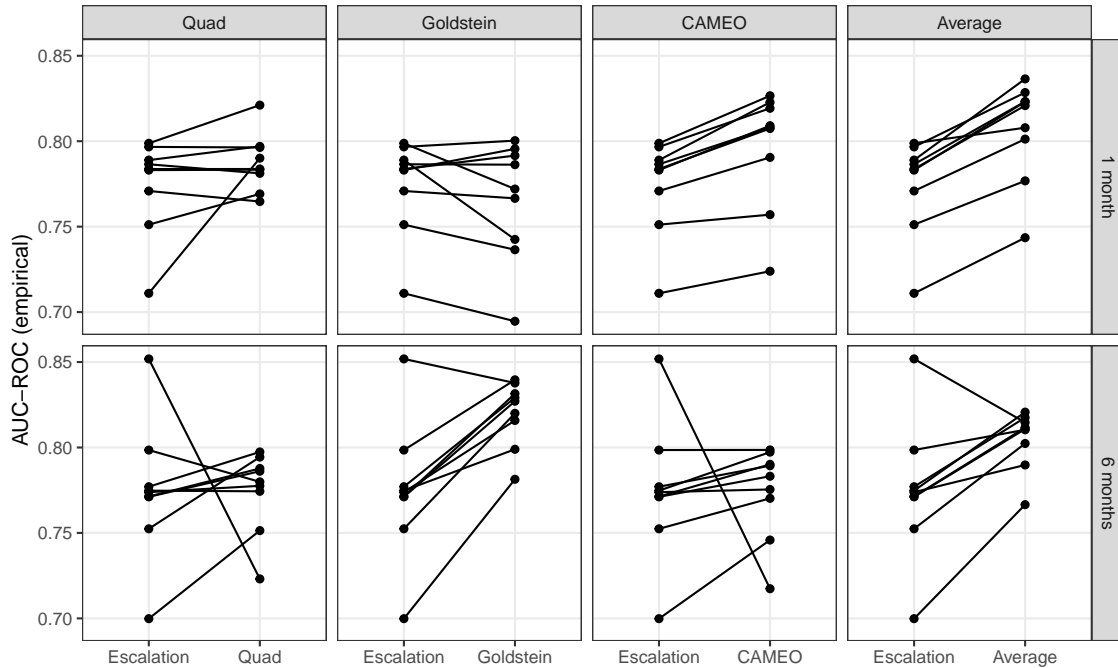 Quad Goldstein CAMEO Average
0.85
0.80
0.75
0.70
1 month
0.85
0.80
0.75
0.70
6 months
AUC−ROC (empirical)
Escalation Quad Escalation Goldstein Escalation CAMEO Escalation Average